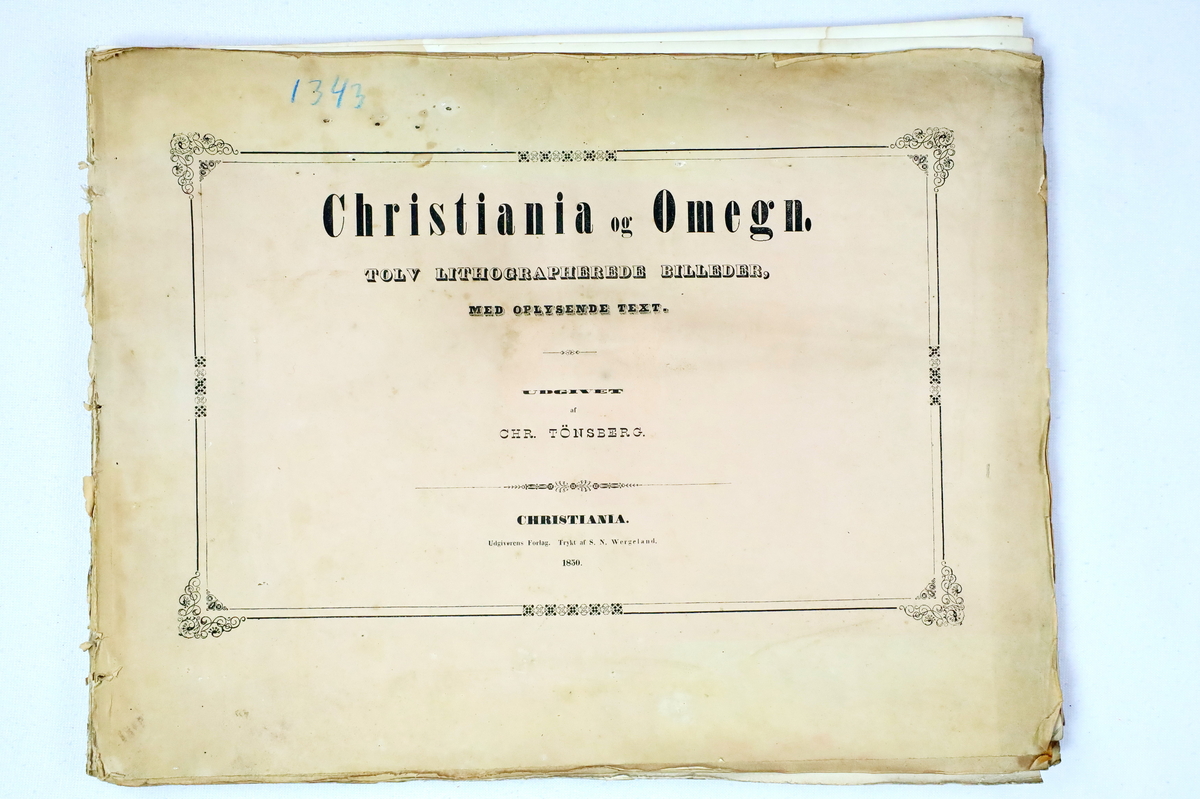 1343
Christiania og Omegn.
TOLV LITHOGRAPHEREDE BILLEDER,
MED OPLYSENDE TEXT.
UDGIVET
af
CHR. TÖNSBERG.
CHRISTIANIA.
Udgiverens Forlag. Trykt af S. N. Wergeland.
1850.